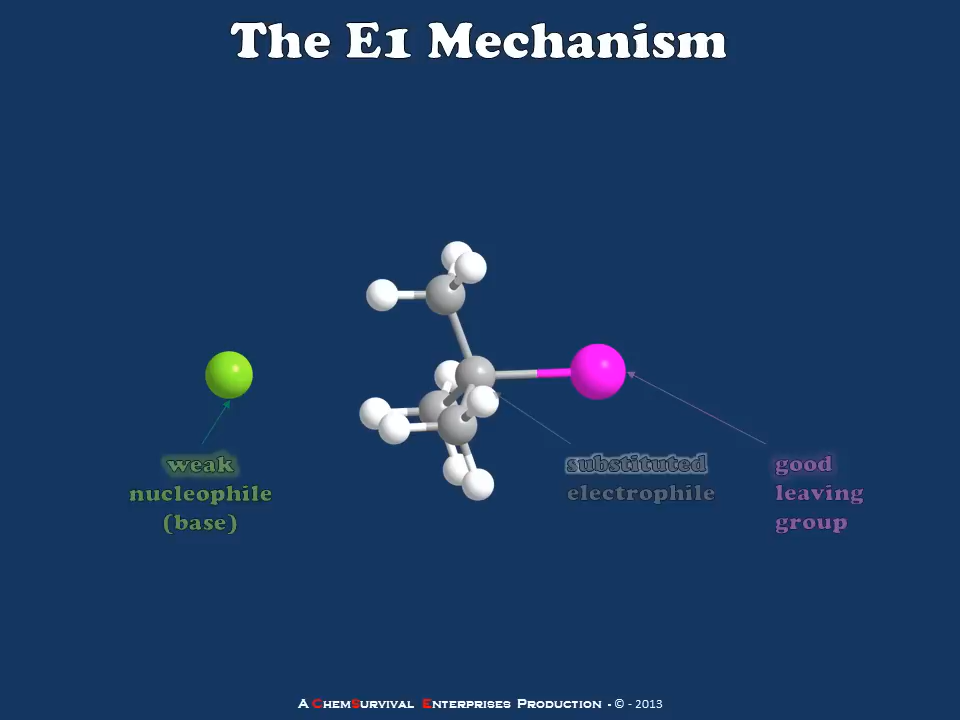 The E1 Mechanism
weak
nucleophile
(base)
substituted
electrophile
good
leaving
group
A ChemSurvival Enterprises Production - © - 2013